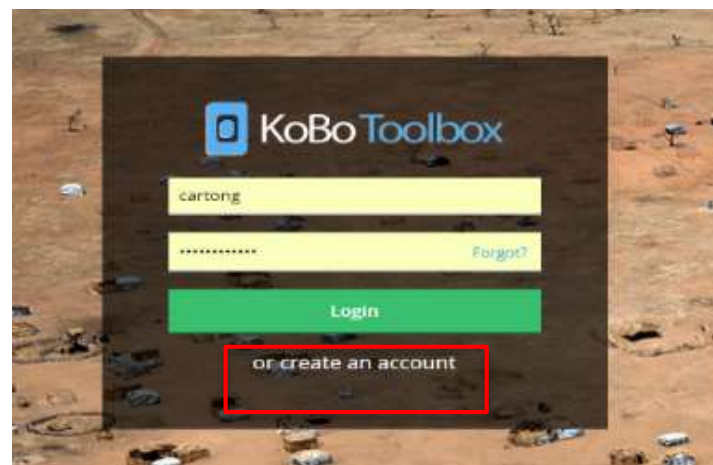 KoBo Toolbox
cartong
•••••••••••• Forgot?
Login
or create an account